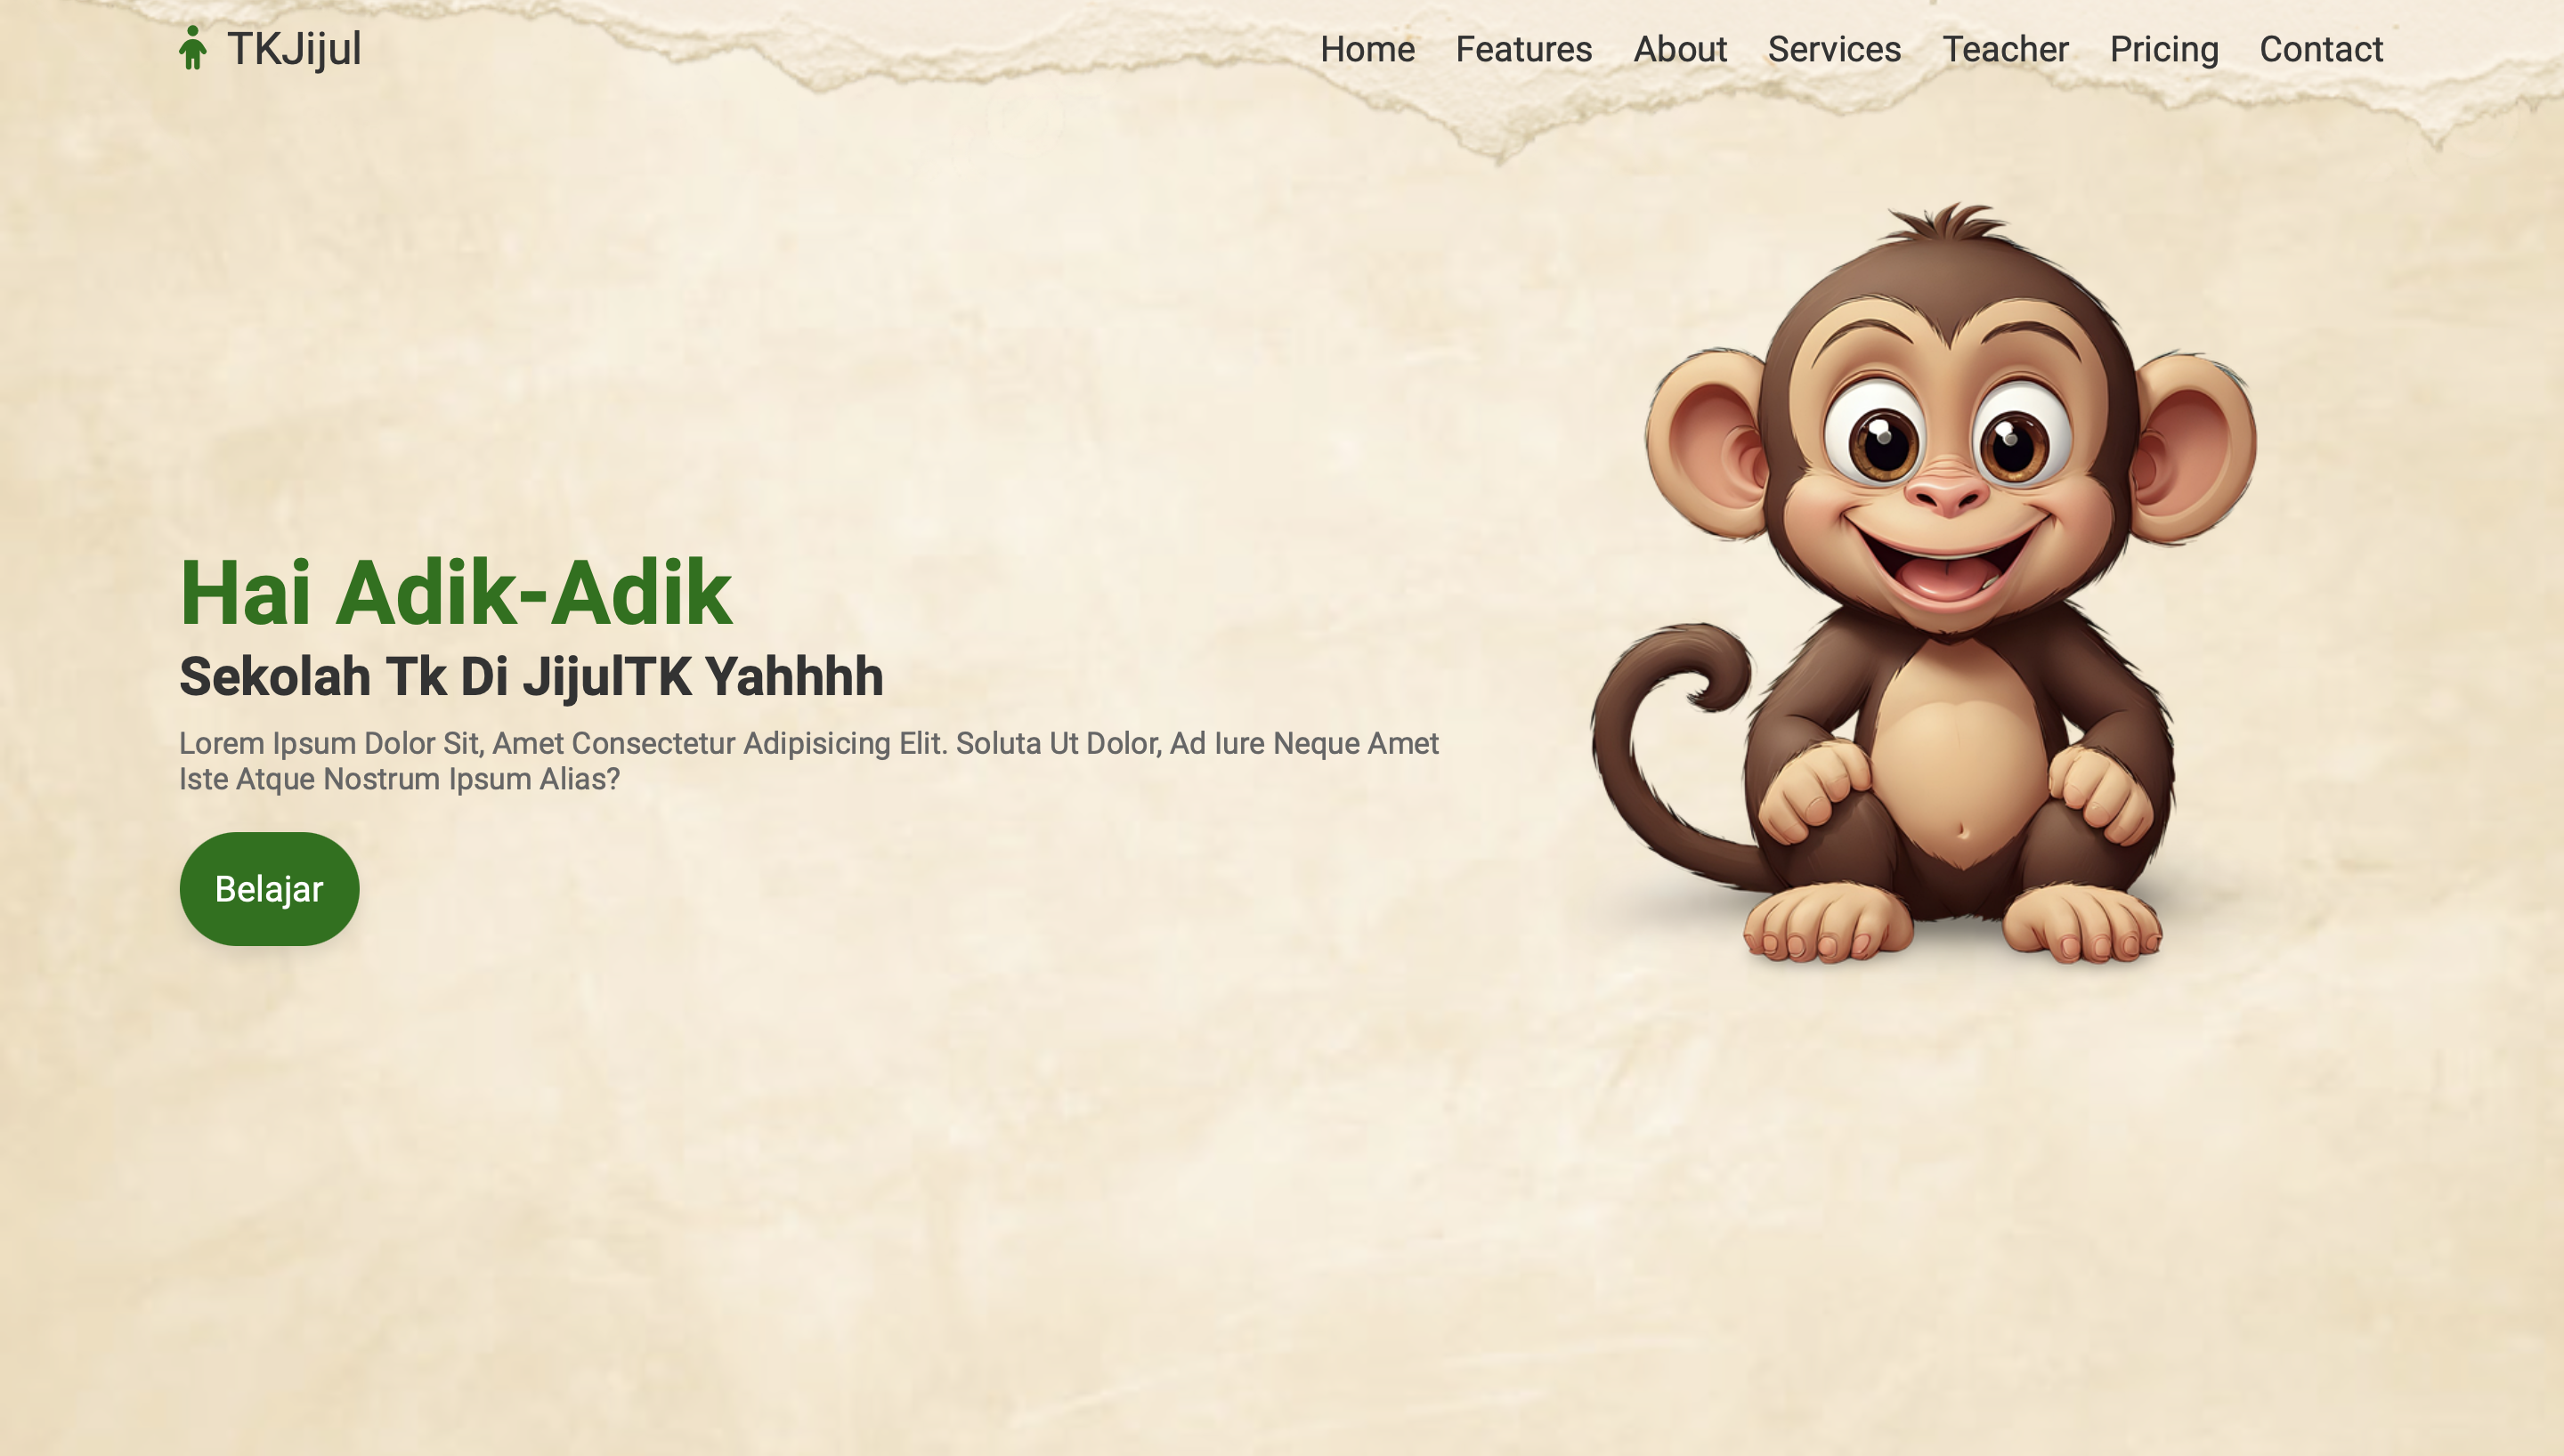 TKJijul
Home Features About Services Teacher Pricing Contact
Hai Adik-Adik
Sekolah Tk Di JijulTK Yahhhh
Lorem Ipsum Dolor Sit, Amet Consectetur Adipisicing Elit. Soluta Ut Dolor, Ad Iure Neque Amet
Iste Atque Nostrum Ipsum Alias?
Belajar